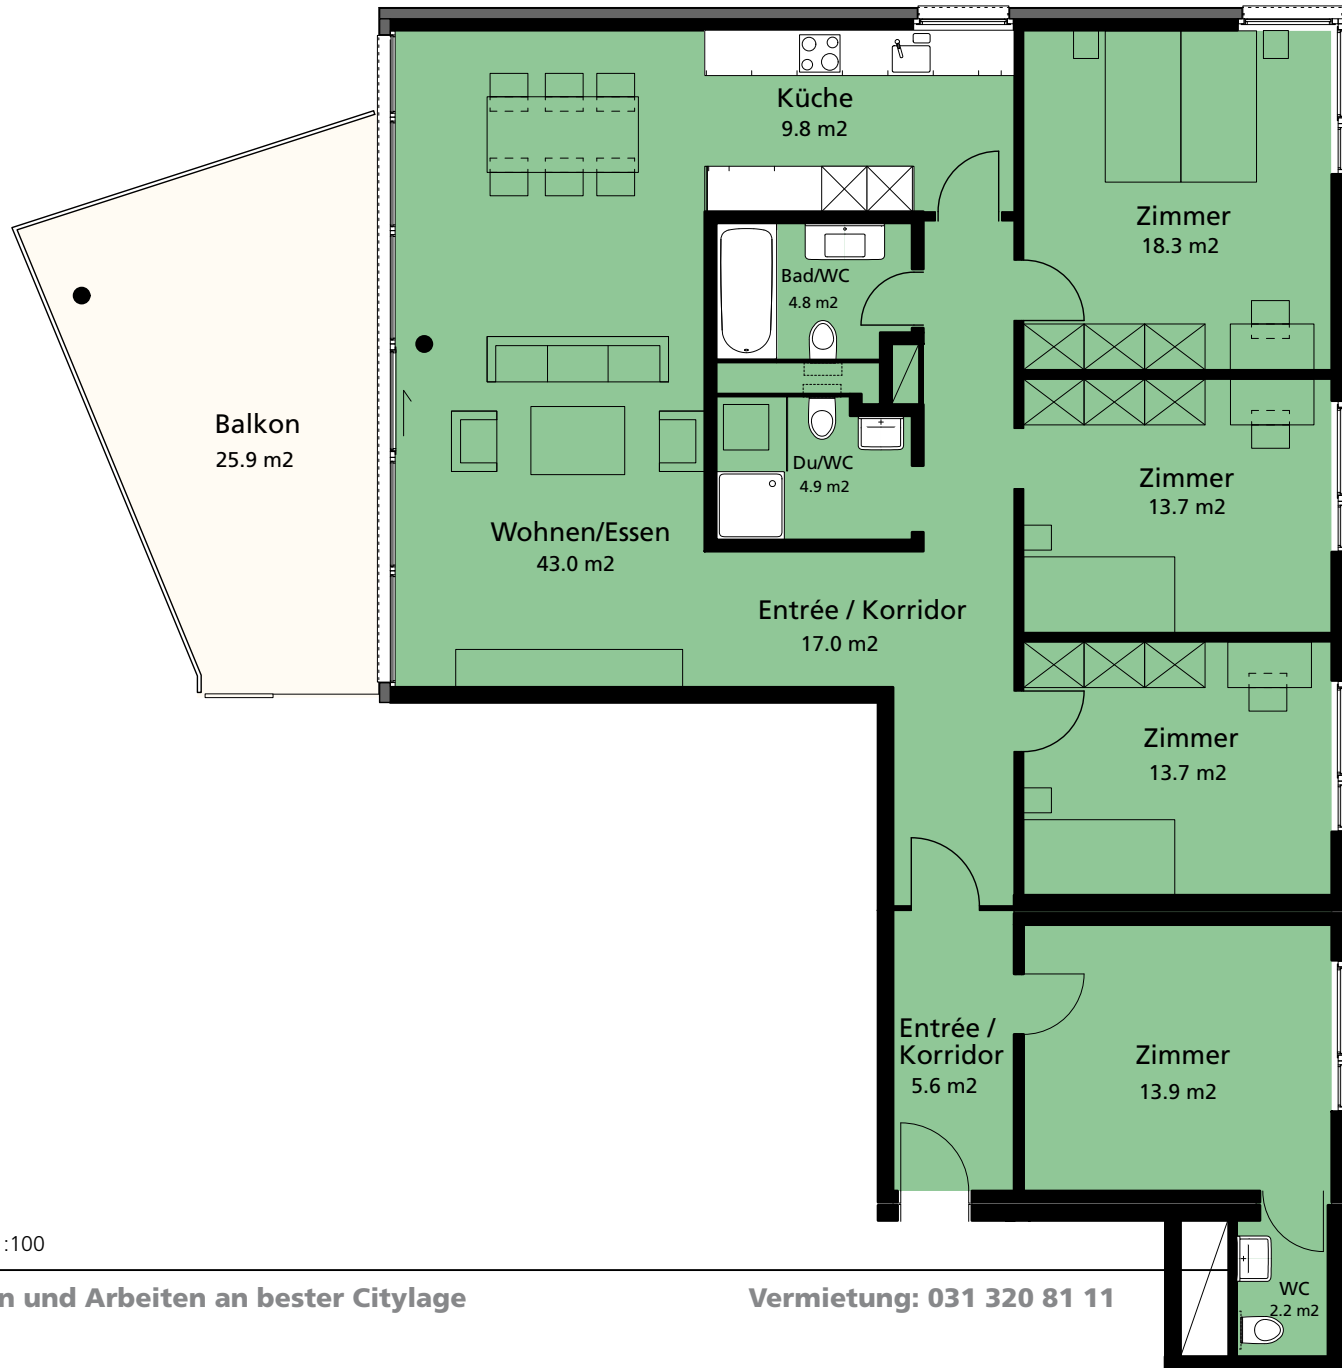 Küche
9.8 m2
Zimmer
18.3 m2
Bad/WC
4.8 m2
Balkon
25.9 m2
Du/WC
4.9 m2
Zimmer
13.7 m2
Wohnen/Essen
43.0 m2
Entrée / Korridor
17.0 m2
Zimmer
13.7 m2
Entrée /
Korridor
5.6 m2
Zimmer
13.9 m2
:100
n und Arbeiten an bester Citylage
Vermietung: 031 320 81 11
WC
2.2 m2